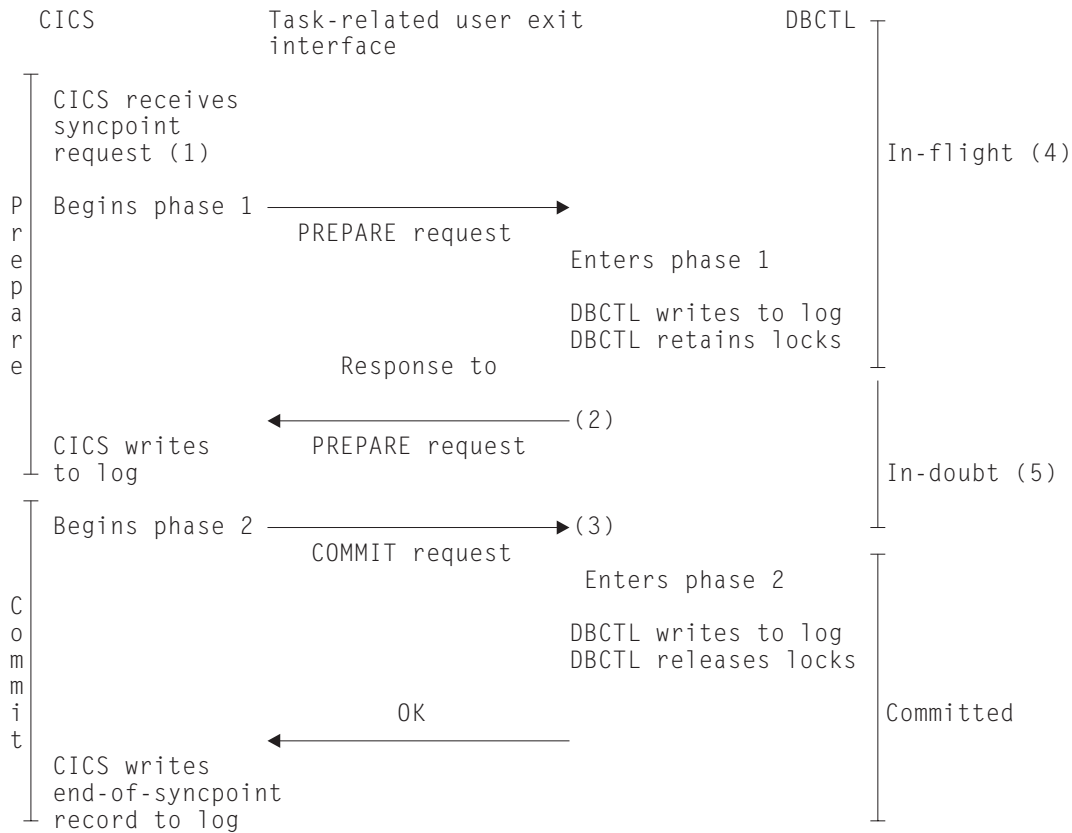 CICS
Task-related user exit
interface
DBCTL
CICS receives
syncpoint
request (1)
In-flight (4)
Prepare
Begins phase 1
PREPARE request
Enters phase 1
DBCTL writes to log
DBCTL retains locks
Response to
(2)
PREPARE request
CICS writes
to log
In-doubt (5)
Begins phase 2
(3)
COMMIT request
Enters phase 2
Commit
DBCTL writes to log
DBCTL releases locks
OK
Committed
CICS writes
end-of-syncpoint
record to log